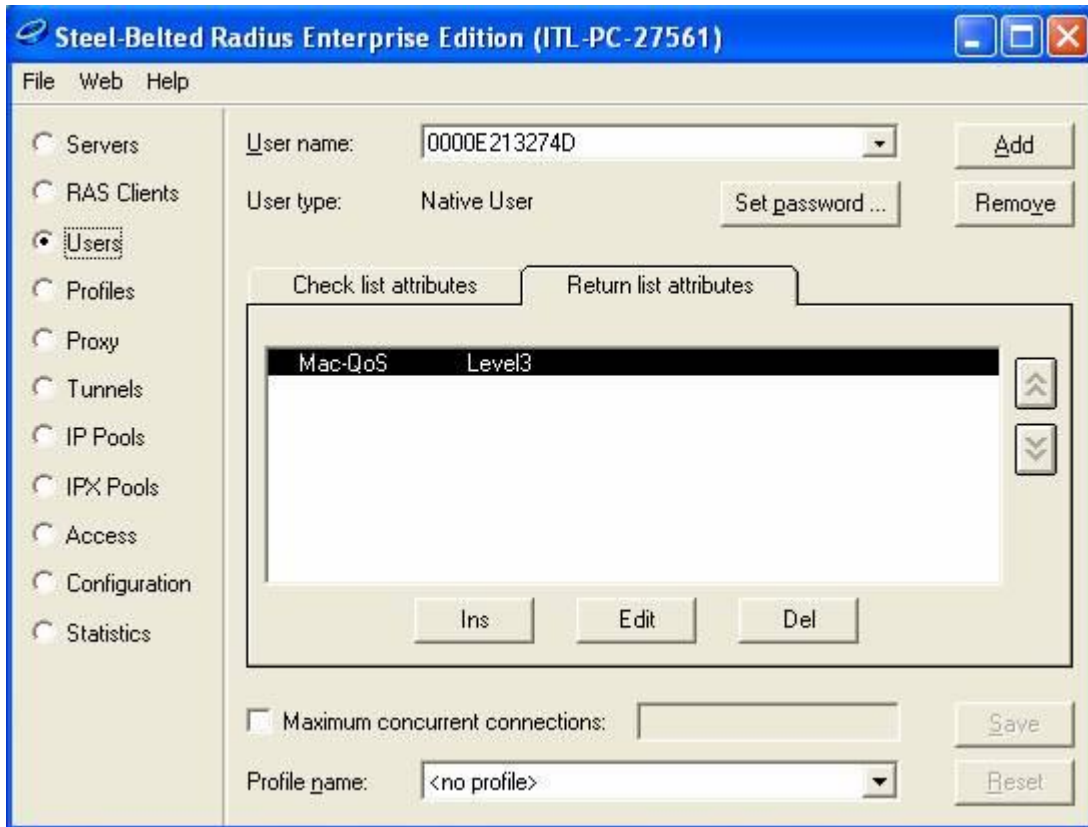 Steel-Belted Radius Enterprise Edition (ITL-PC-27561)
File Web Help
Servers
RAS Clients
Users
Profiles
Proxy
Tunnels
IP Pools
IPX Pools
Access
Configuration
Statistics
User name: 0000E213274D Add
User type: Native User Set password ... Remove
Check list attributes Return list attributes
Mac-QoS Level3
Ins Edit Del
Maximum concurrent connections: Save
Profile name: <no profile> Reset